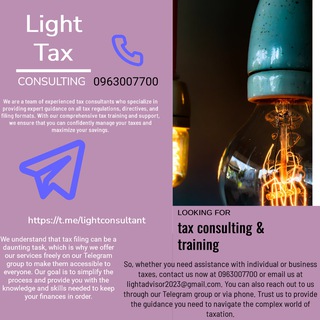 Light
Tax
CONSULTING 0963007700
We are a team of experienced tax consultants who specialize in
providing expert guidance on all tax regulations, directives, and
filing formats. With our comprehensive tax training and support,
we ensure that you can confidently manage your taxes and
maximize your savings.
https://t.me/lightconsultant
We understand that tax filing can be a
daunting task, which is why we offer
our services freely on our Telegram
group to make them accessible to
everyone. Our goal is to simplify the
process and provide you with the
knowledge and skills needed to keep
your finances in order.
LOOKING FOR
tax consulting &
training
So, whether you need assistance with individual or business
taxes, contact us now at 0963007700 or email us at
lightadvisor2023@gmail.com. You can also reach out to us
through our Telegram group or via phone. Trust us to provide
the guidance you need to navigate the complex world of
taxation.